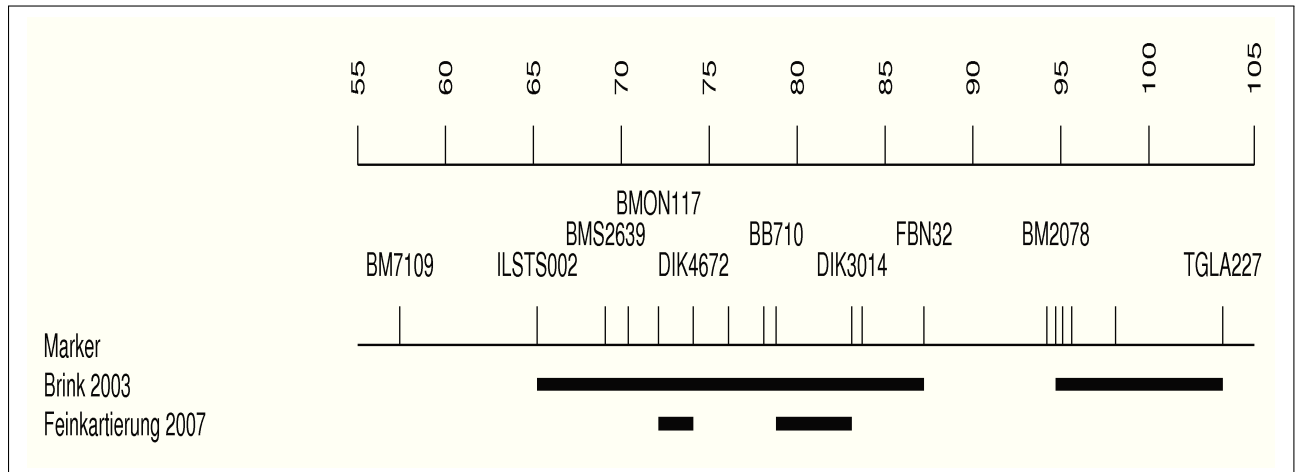 55 60 65 70 75 80 85 90 95 100 105
BMON117
BMS2639 BB710 FBN32 BM2078
BM7109 ILSTS002 DIK4672 DIK3014 TGLA227
Marker
Brink 2003
Feinkartierung 2007